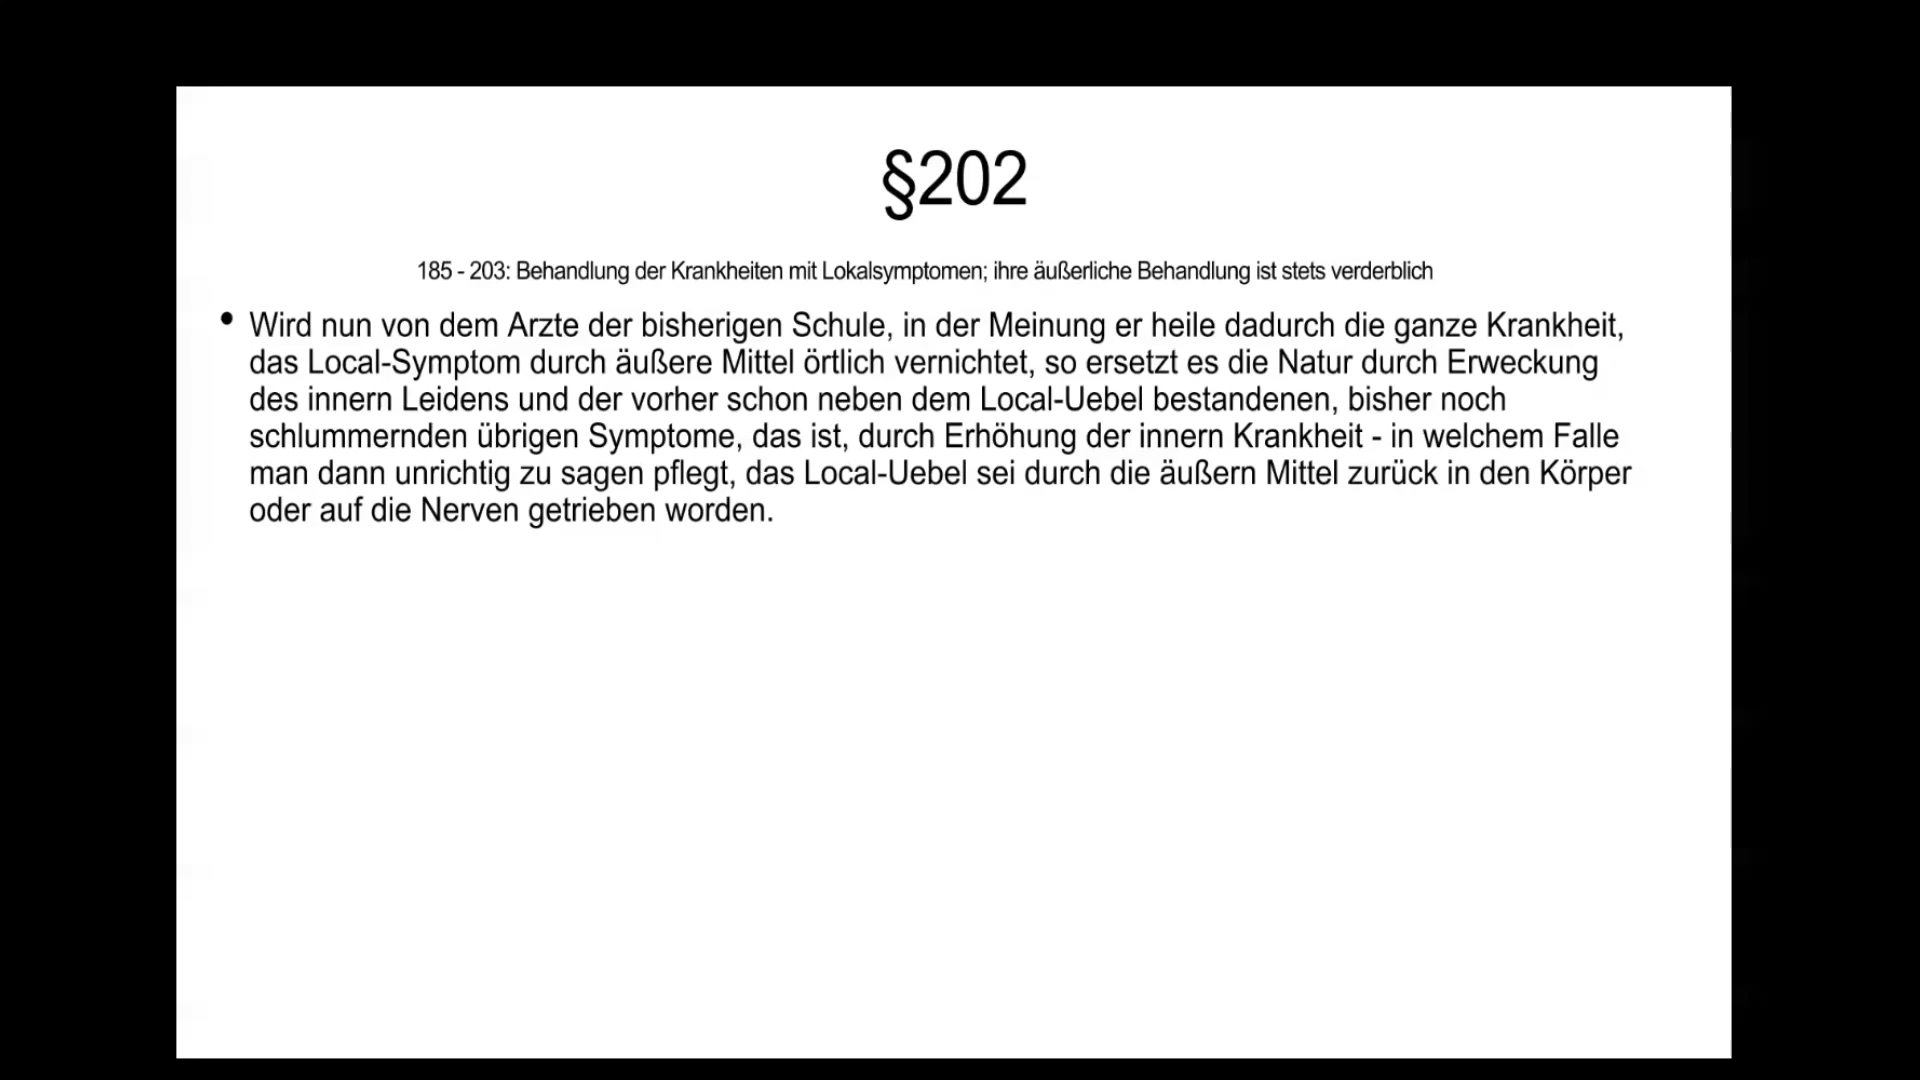 §202
185 - 203: Behandlung der Krankheiten mit Lokalsymptomen; ihre äußerliche Behandlung ist stets verderblich
• Wird nun von dem Arzte der bisherigen Schule, in der Meinung er heile dadurch die ganze Krankheit,
das Local-Symptom durch äußere Mittel örtlich vernichtet, so ersetzt es die Natur durch Erweckung
des innern Leidens und der vorher schon neben dem Local-Uebel bestandenen, bisher noch
schlummernden übrigen Symptome, das ist, durch Erhöhung der innern Krankheit - in welchem Falle
man dann unrichtig zu sagen pflegt, das Local-Uebel sei durch die äußern Mittel zurück in den Körper
oder auf die Nerven getrieben worden.